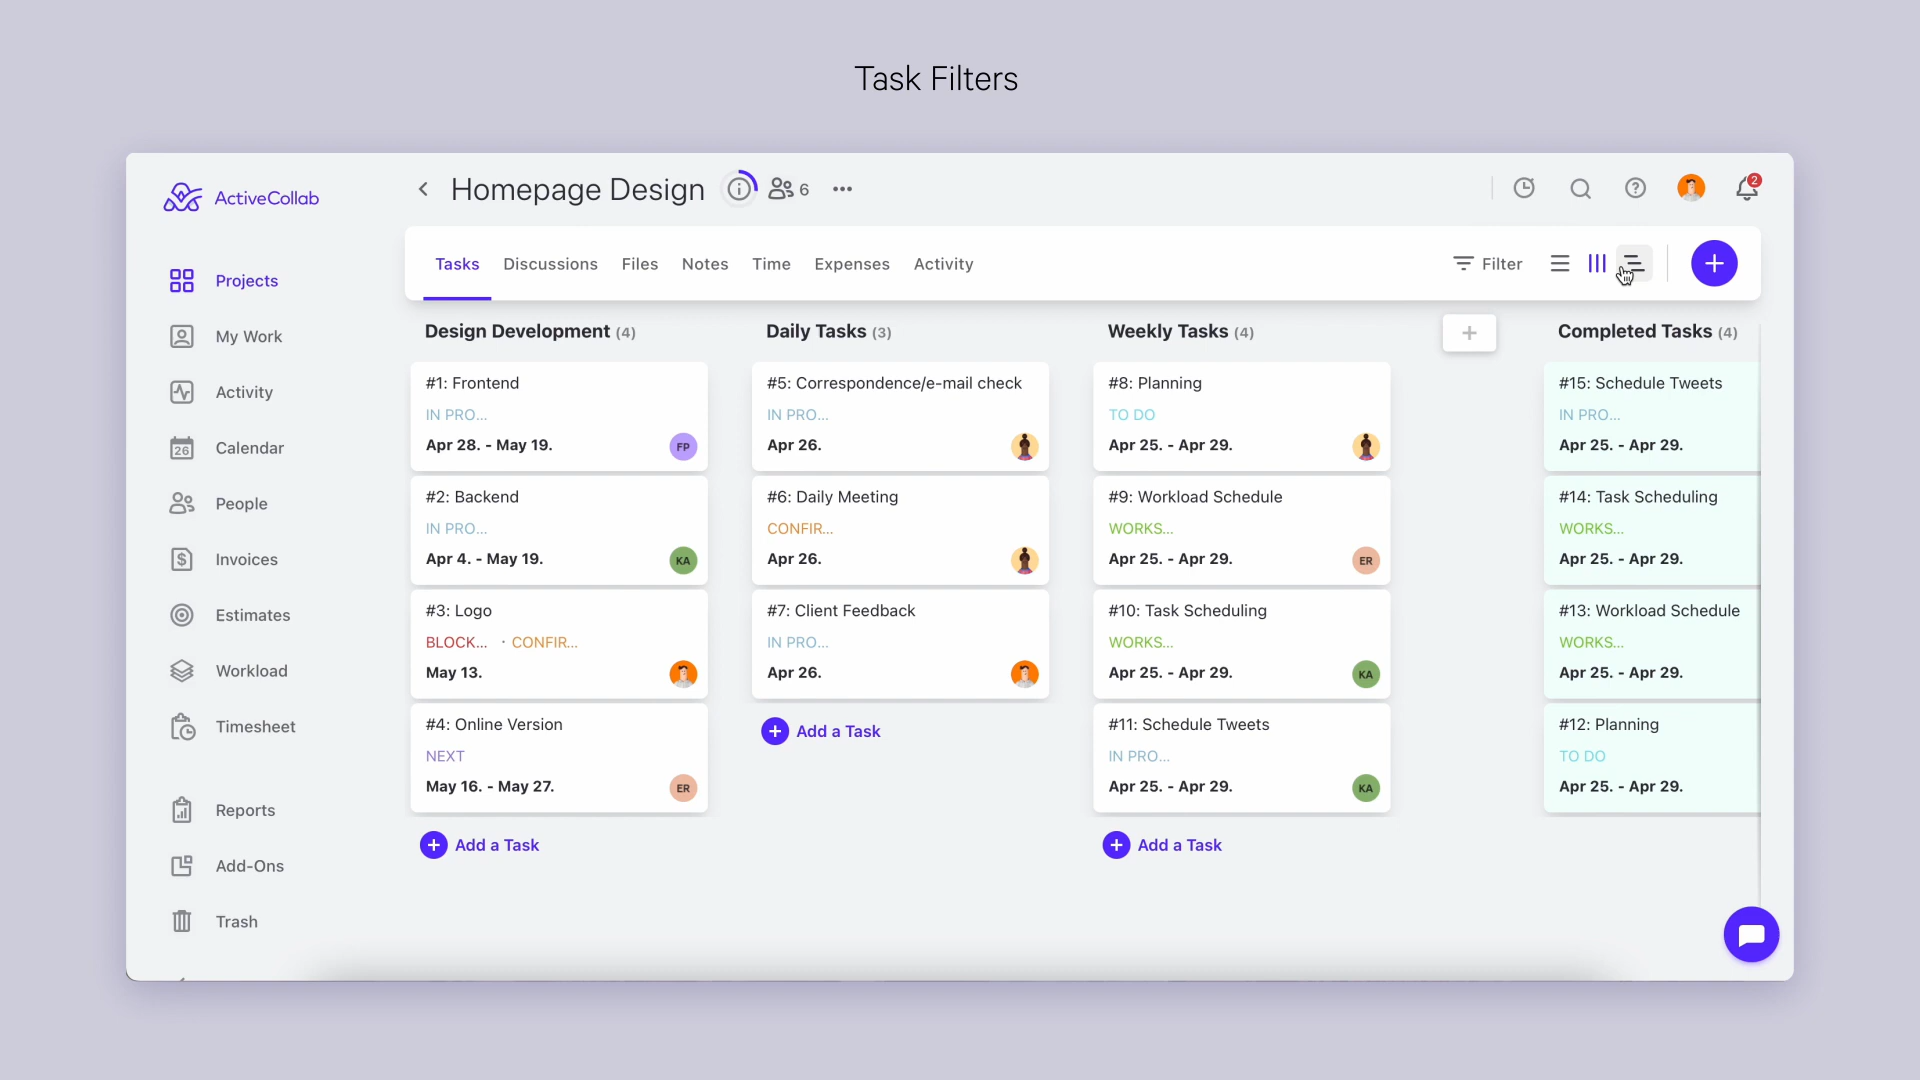 Task Filters
ActiveCollab
Homepage Design
6
2
Projects
My Work
Activity
26
Calendar
People
Invoices
Estimates
Workload
Timesheet
Reports
Add-Ons
Trash
Tasks Discussions Files Notes Time Expenses Activity
Filter
Design Development (4)
#1: Frontend
IN PRO...
Apr 28. - May 19.
FP
#2: Backend
IN PRO...
Apr 4. - May 19.
KA
#3: Logo
BLOCK... · CONFIR...
May 13.
#4: Online Version
NEXT
May 16. - May 27.
ER
Add a Task
Daily Tasks (3)
#5: Correspondence/e-mail check
IN PRO...
Apr 26.
#6: Daily Meeting
CONFIR...
Apr 26.
#7: Client Feedback
IN PRO...
Apr 26.
Add a Task
Weekly Tasks (4)
#8: Planning
TO DO
Apr 25. - Apr 29.
#9: Workload Schedule
WORKS...
Apr 25. - Apr 29.
ER
#10: Task Scheduling
WORKS...
Apr 25. - Apr 29.
KA
#11: Schedule Tweets
IN PRO...
Apr 25. - Apr 29.
KA
Add a Task
Completed Tasks (4)
#15: Schedule Tweets
IN PRO...
Apr 25. - Apr 29.
#14: Task Scheduling
WORKS...
Apr 25. - Apr 29.
#13: Workload Schedule
WORKS...
Apr 25. - Apr 29.
#12: Planning
TO DO
Apr 25. - Apr 29.